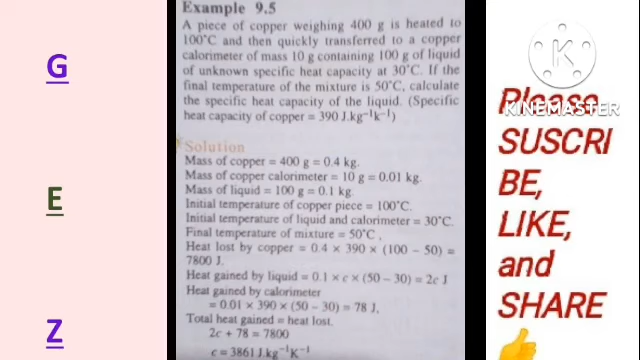 G
E
Z
Example 9.5
A piece of copper weighing 400 g is heated to
100°C and then quickly transferred to a copper
calorimeter of mass 10 g containing 100 g of liquid
of unknown specific heat capacity at 30°C. If the
final temperature of the mixture is 50°C, calculate
the specific heat capacity of the liquid. (Specific
heat capacity of copper = 390 J.kg⁻¹k⁻¹)
Solution
Mass of copper = 400g = 0.4 kg.
Mass of copper calorimeter = 10 g = 0.01 kg.
Mass of liquid = 100g = 0.1 kg.
Initial temperature of copper piece = 100°C.
Initial temperature of liquid and calorimeter = 30°C.
Final temperature of mixture = 50°C,
Heat lost by copper = 0.4 × 390 × (100 - 50) =
7800 J.
Heat gained by liquid = 0.1 × c × (50 - 30) = 2c J
Heat gained by calorimeter
= 0.01 × 390 × (50 - 30) = 78 J,
Total heat gained = heat lost.
2c + 78 = 7800
c = 3861 J.kg⁻¹K⁻¹
K
KINEMASTER
Please
SUSCRI
BE,
LIKE,
and
SHARE